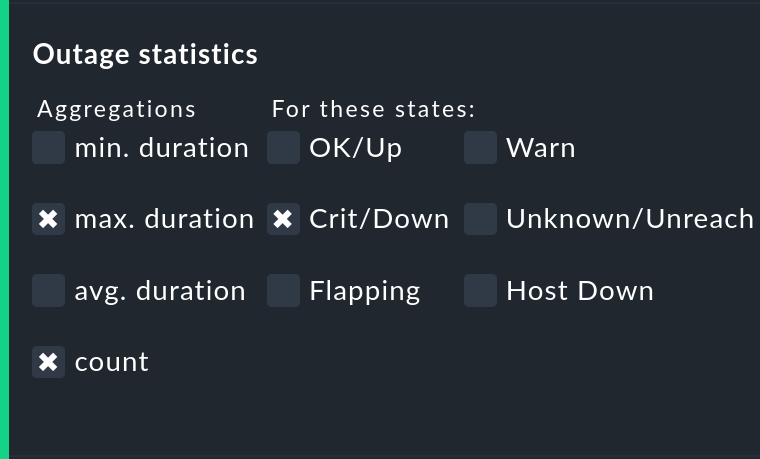 Outage statistics
Aggregations For these states:
min. duration OK/Up Warn
max. duration Crit/Down Unknown/Unreach
avg. duration Flapping Host Down
count